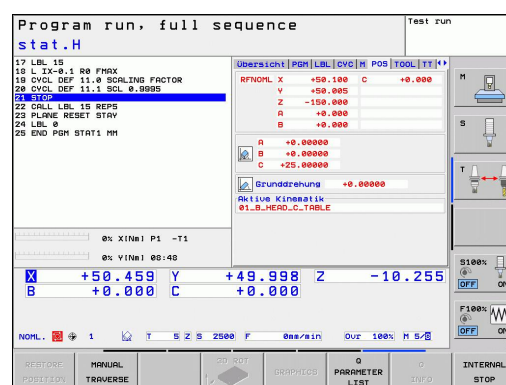 Program run, full sequence
Test run
stat.H
17 LBL 15
18 L IX-0.1 R0 FMAX
19 CYCL DEF 11.0 SCALING FACTOR
20 CYCL DEF 11.1 SCL 0.9995
21 STOP
22 CALL LBL 15 REP5
23 PLANE RESET STAY
24 LBL 0
25 END PGM STAT1 MM
Übersicht PGM LBL CYC M POS TOOL TT
RFNOML X +50.100 C +0.000
Y +50.005
Z -150.000
A +0.000
B +0.000
A +0.00000
B +0.00000
C +25.00000
Grunddrehung +0.00000
Aktive Kinematik
01_B_HEAD_C_TABLE
0% X[Nm] P1 -T1
0% Y[Nm] 08:48
X +50.459 Y +49.998 Z -10.255
B +0.000 C +0.000
NOML. 1 T 5 Z S 2500 F 0mm/min Ovr 100% M 5/8
M
S
T
S100%
OFF ON
F100%
OFF ON
RESTORE POSITION
MANUAL TRAVERSE
3D ROT
GRAPHICS
Q PARAMETER LIST
Q INFO
INTERNAL STOP